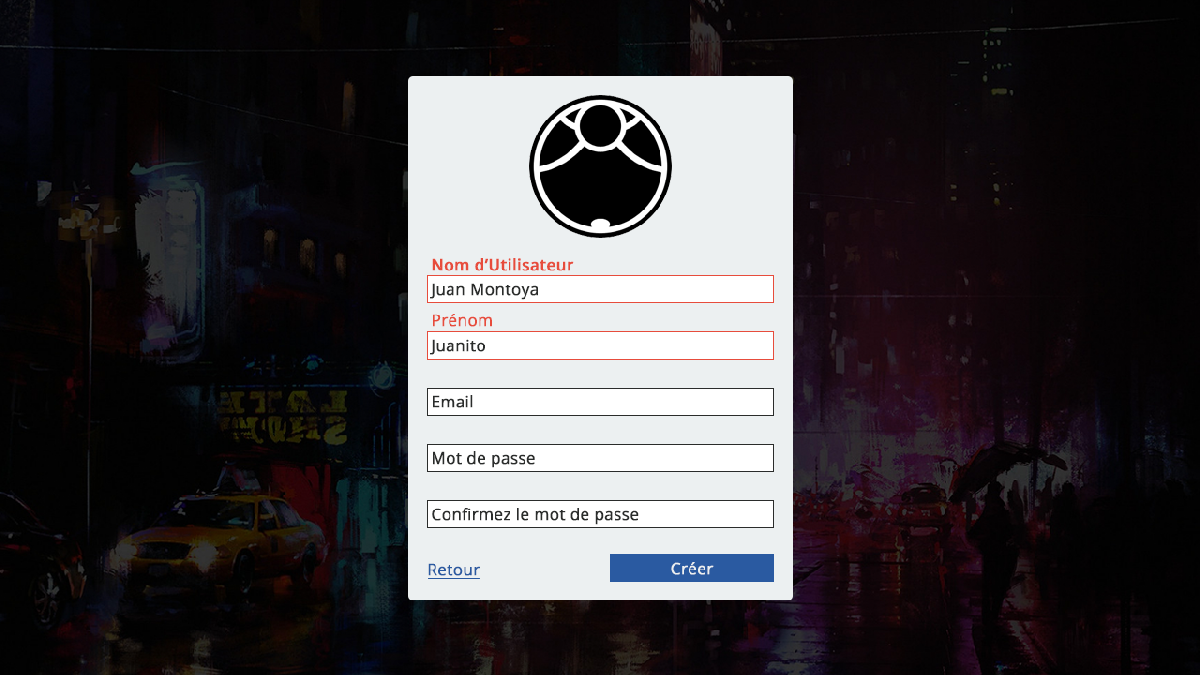 Nom d’Utilisateur
Juan Montoya
Prénom
Juanito
Email
Mot de passe
Confirmez le mot de passe
Retour
Créer